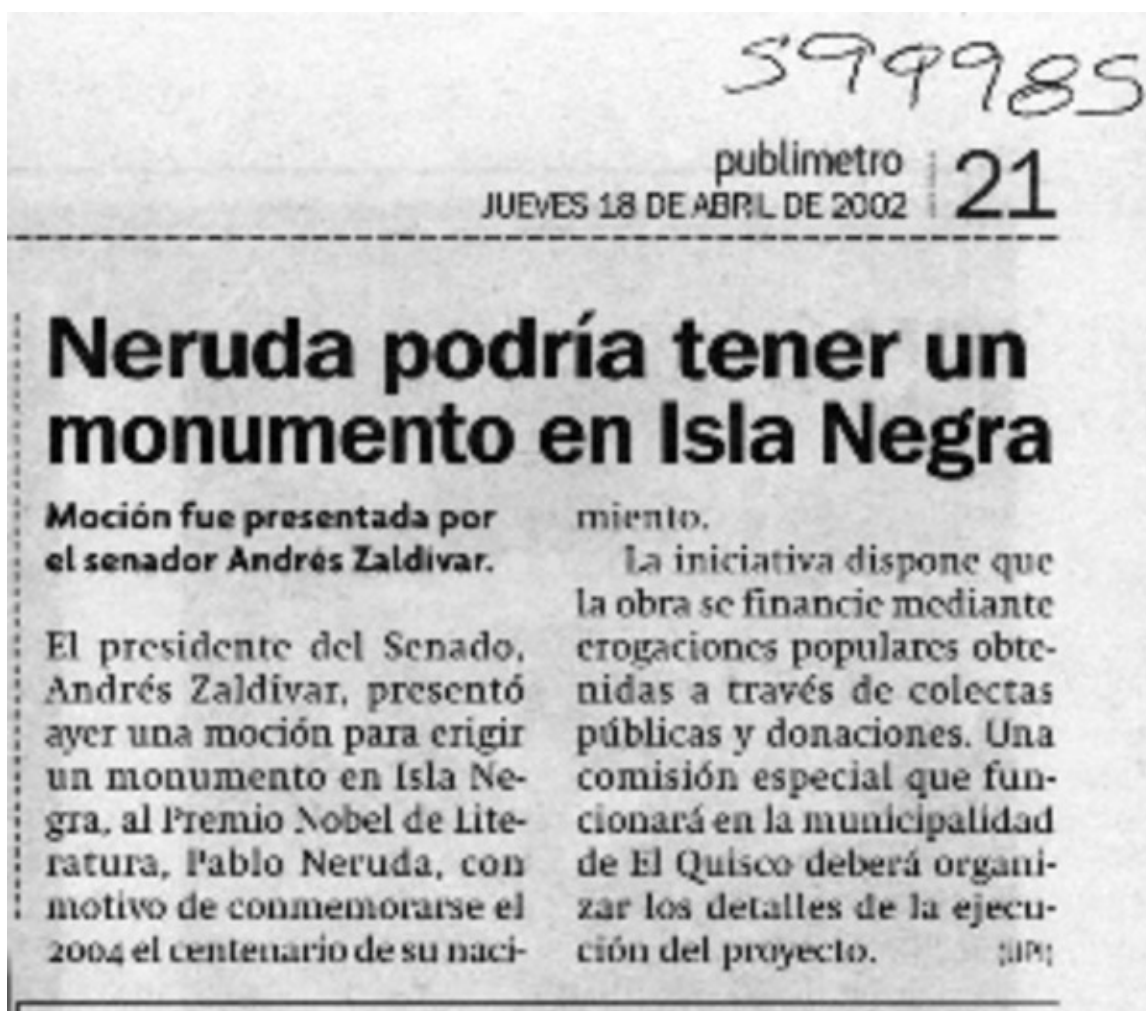 599985
publimetro
JUEVES 18 DE ABRIL DE 2002
21
Neruda podría tener un
monumento en Isla Negra
Moción fue presentada por
el senador Andrés Zaldívar.
El presidente del Senado,
Andrés Zaldívar, presentó
ayer una moción para erigir
un monumento en Isla Ne-
gra, al Premio Nobel de Lite-
ratura, Pablo Neruda, con
motivo de conmemorarse el
2004 el centenario de su naci-
miento.
La iniciativa dispone que
la obra se financie mediante
erogaciones populares obte-
nidas a través de colectas
públicas y donaciones. Una
comisión especial que fun-
cionará en la municipalidad
de El Quisco deberá organi-
zar los detalles de la ejecu-
ción del proyecto.